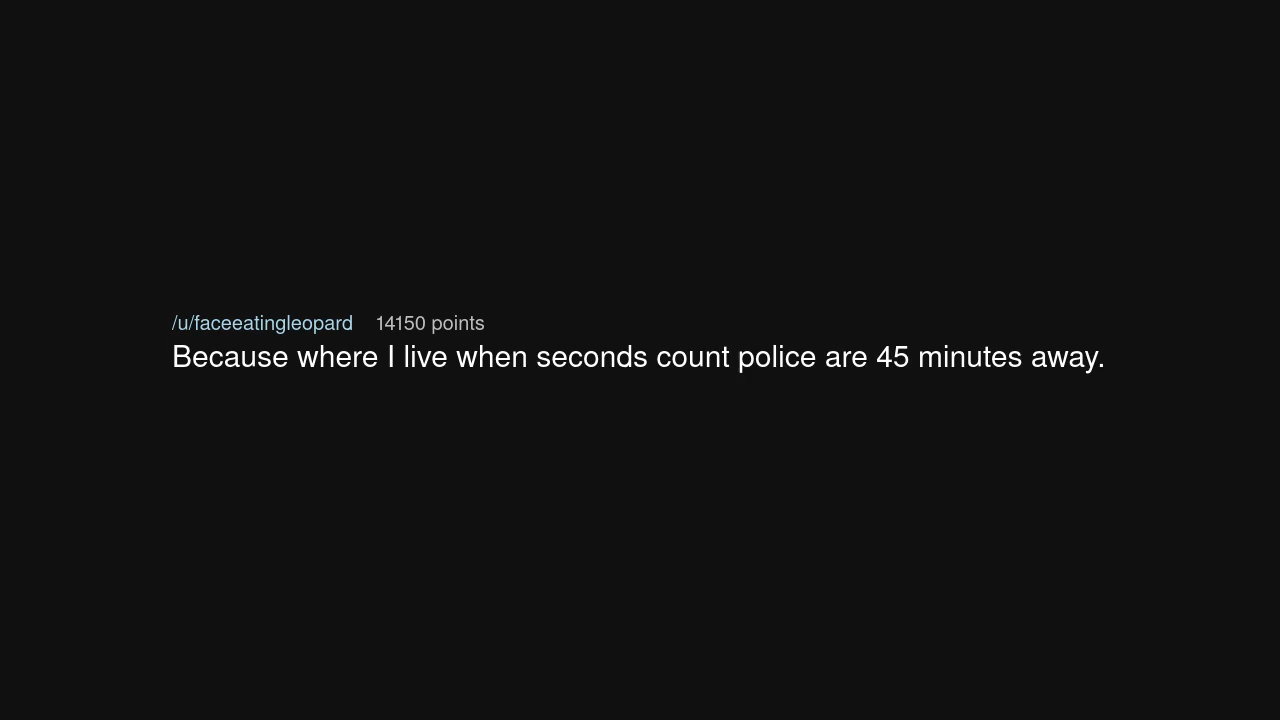 /u/faceeatingleopard 14150 points
Because where I live when seconds count police are 45 minutes away.